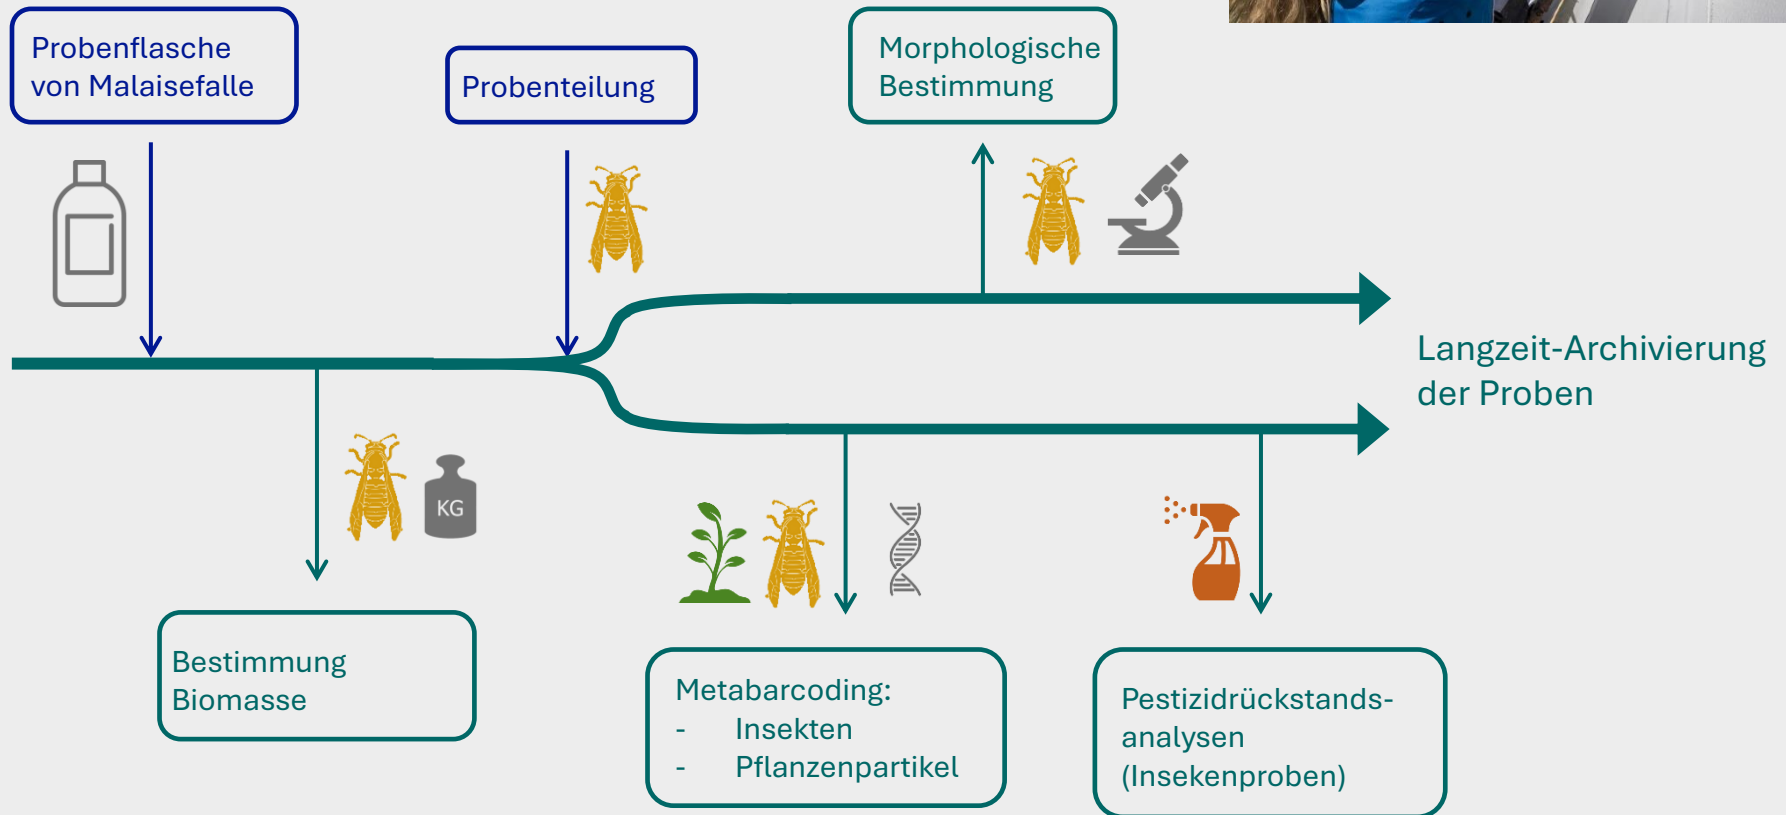 Probenflasche
von Malaisefalle
Probenteilung
Morphologische
Bestimmung
Langzeit-Archivierung
der Proben
KG
Bestimmung
Biomasse
Metabarcoding:
- Insekten
- Pflanzenpartikel
Pestizidrückstands-
analysen
(Insekenproben)